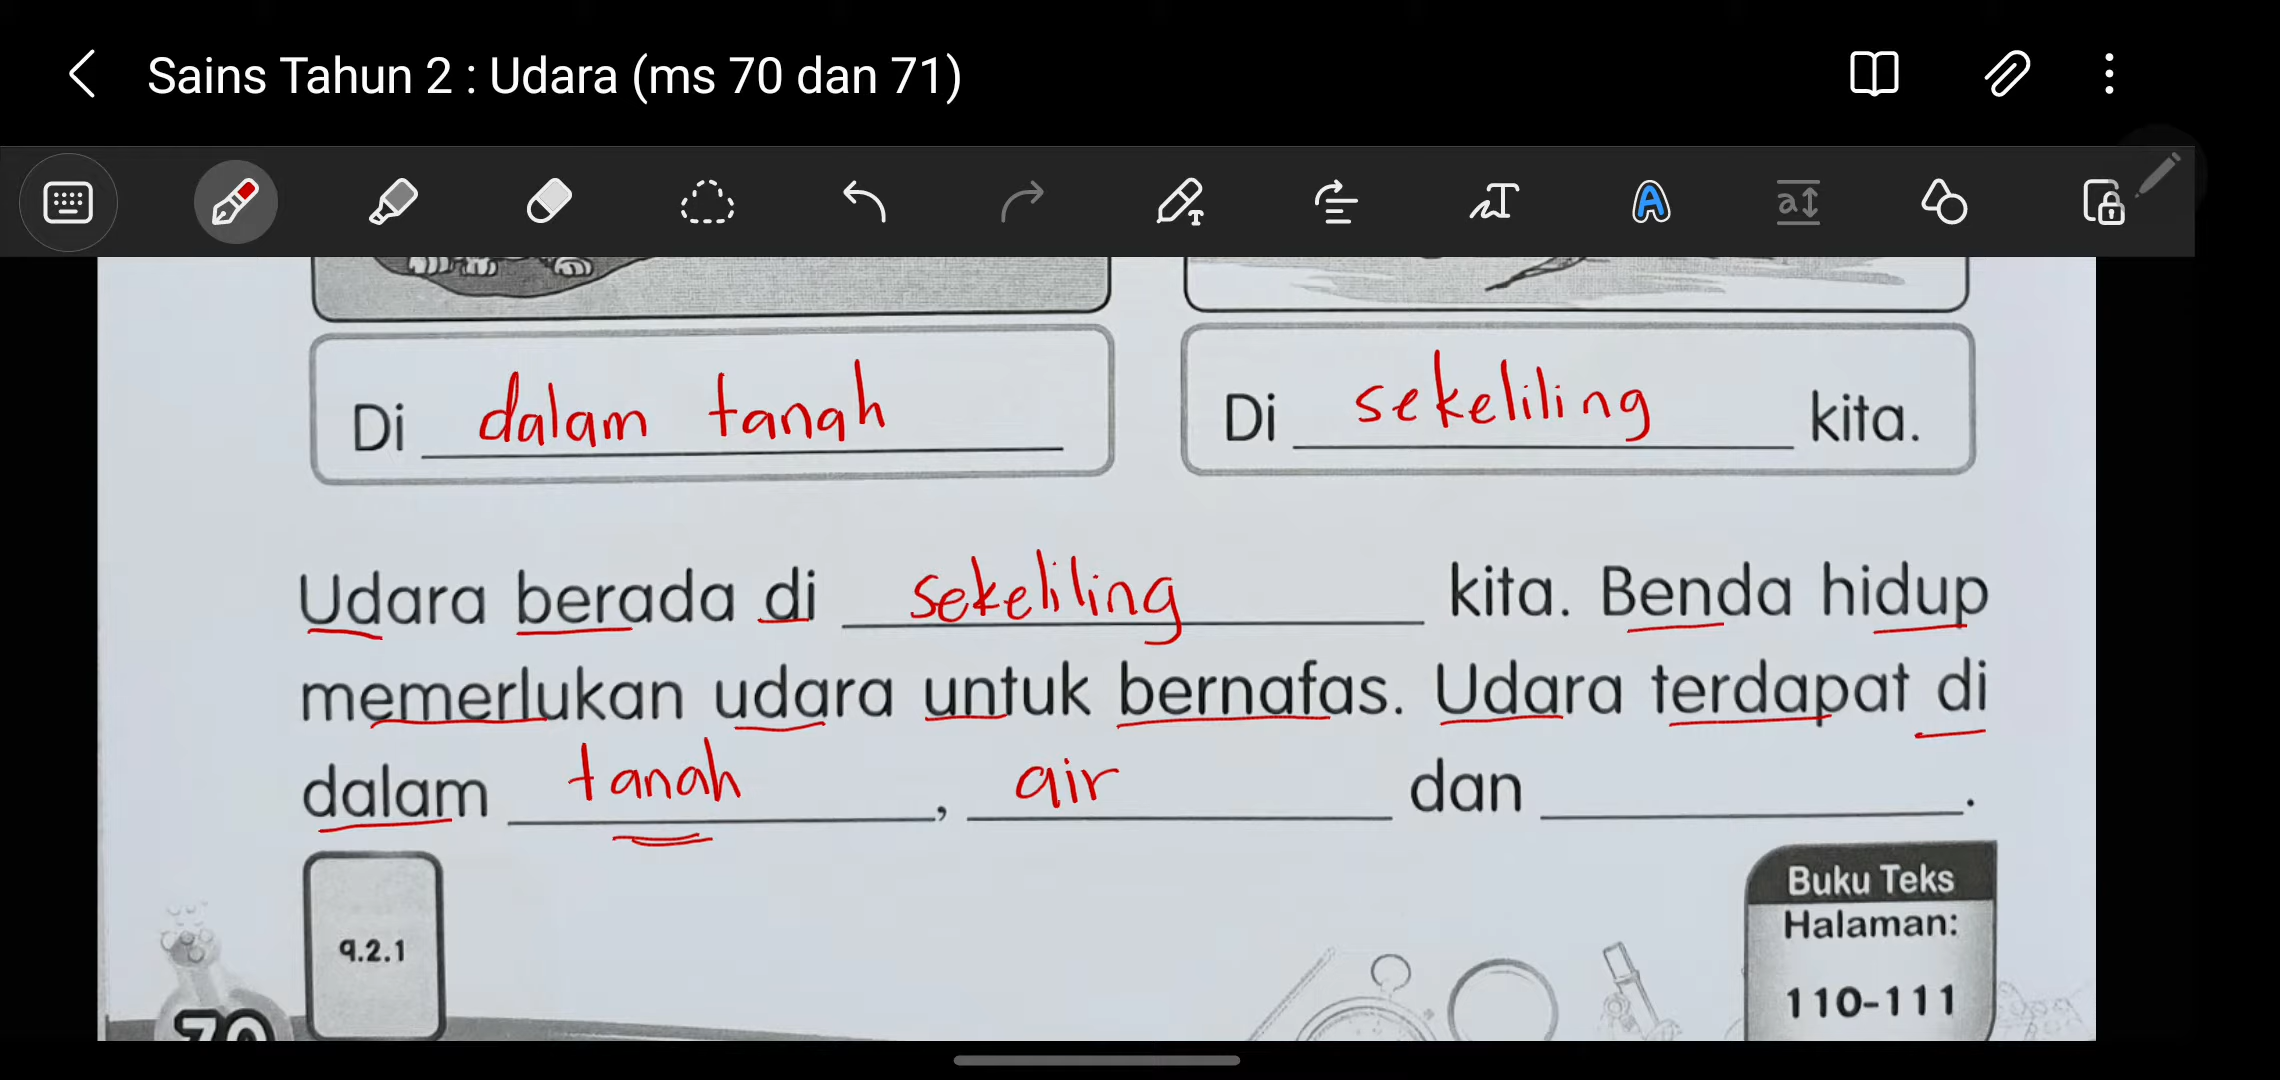 Sains Tahun 2 : Udara (ms 70 dan 71)
Di dalam tanah
Di sekeliling kita.
Udara berada di sekeliling kita. Benda hidup
memerlukan udara untuk bernafas. Udara terdapat di
dalam tanah, air dan ____________.
9.2.1
Buku Teks
Halaman:
110-111
70